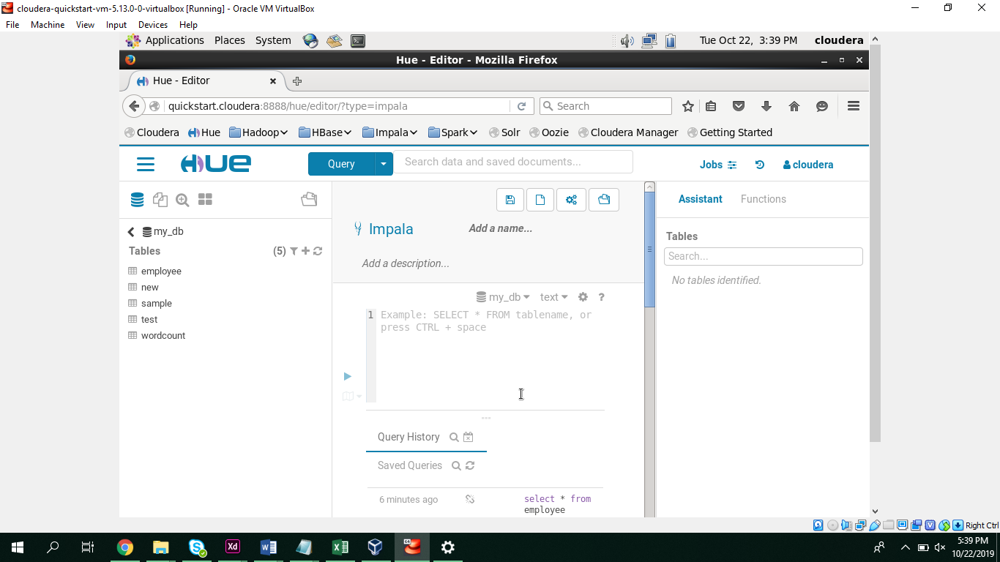 cloudera-quickstart-vm-5.13.0-0-virtualbox [Running] - Oracle VM VirtualBox
File Machine View Input Devices Help
Applications Places System Tue Oct 22, 3:39 PM cloudera
Hue - Editor - Mozilla Firefox
Hue - Editor
quickstart.cloudera:8888/hue/editor/?type=impala Search
Cloudera Hue Hadoop HBase Impala Spark Solr Oozie Cloudera Manager Getting Started
HUE Query Search data and saved documents... Jobs cloudera
Assistant Functions
Impala Add a name...
my_db
Tables
Tables (5)
Search...
Add a description...
employee
No tables identified.
new
my_db text ?
sample
1 Example: SELECT * FROM tablename, or
press CTRL + space
test
wordcount
Query History
Saved Queries
6 minutes ago select * from
employee
Right Ctrl
Xd
64
5:39 PM
10/22/2019